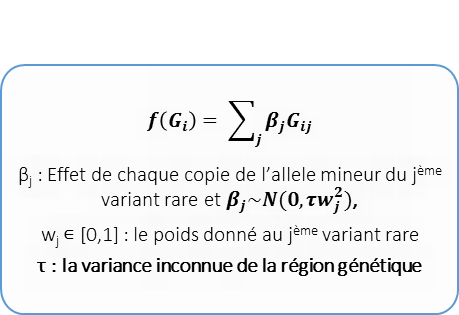 f(Gᵢ) = ∑ⱼ βⱼGᵢⱼ
βⱼ : Effet de chaque copie de l’allele mineur du jème
variant rare et βⱼ~N(0, τwⱼ²),
wⱼ ∈ [0,1] : le poids donné au jème variant rare
τ : la variance inconnue de la région génétique